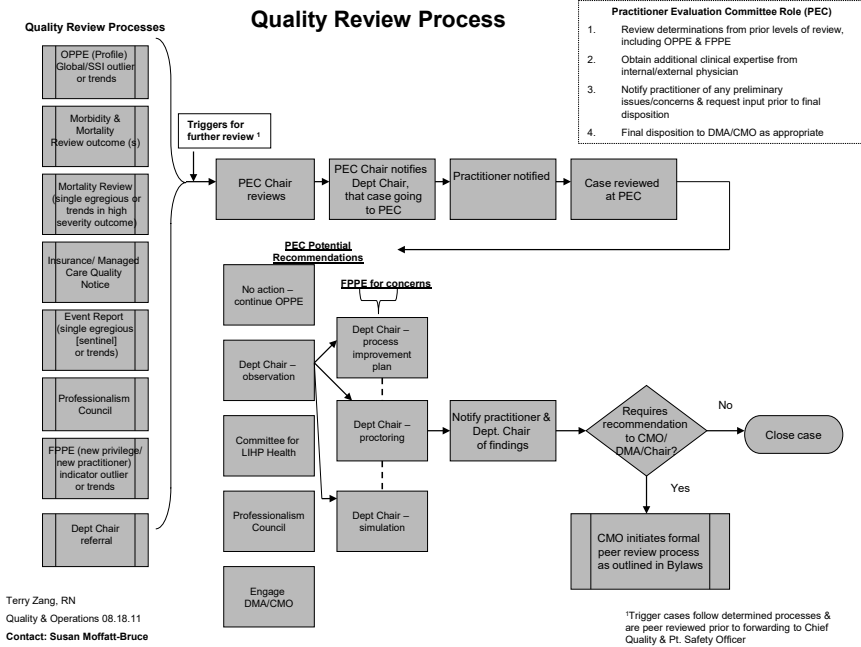 Quality Review Process
Quality Review Processes
OPPE (Profile)
Global/SSI outlier
or trends
Morbidity &
Mortality
Review outcome (s)
Mortality Review
(single egregious or
trends in high
severity outcome)
Insurance/ Managed
Care Quality
Notice
Event Report
(single egregious
[sentinel]
or trends)
Professionalism
Council
FPPE (new privilege/
new practitioner)
indicator outlier
or trends
Dept Chair
referral
Triggers for
further review 1
PEC Chair
reviews
PEC Chair notifies
Dept Chair,
that case going
to PEC
Practitioner notified
Case reviewed
at PEC
Practitioner Evaluation Committee Role (PEC)
1. Review determinations from prior levels of review,
including OPPE & FPPE
2. Obtain additional clinical expertise from
internal/external physician
3. Notify practitioner of any preliminary
issues/concerns & request input prior to final
disposition
4. Final disposition to DMA/CMO as appropriate
PEC Potential
Recommendations
No action –
continue OPPE
Dept Chair –
observation
Committee for
LIHP Health
Professionalism
Council
Engage
DMA/CMO
FPPE for concerns
Dept Chair –
process
improvement
plan
Dept Chair –
proctoring
Dept Chair –
simulation
Notify practitioner &
Dept. Chair
of findings
Requires
recommendation
to CMO/
DMA/Chair?
No
Close case
Yes
CMO initiates formal
peer review process
as outlined in Bylaws
Terry Zang, RN
Quality & Operations 08.18.11
Contact: Susan Moffatt-Bruce
1Trigger cases follow determined processes &
are peer reviewed prior to forwarding to Chief
Quality & Pt. Safety Officer